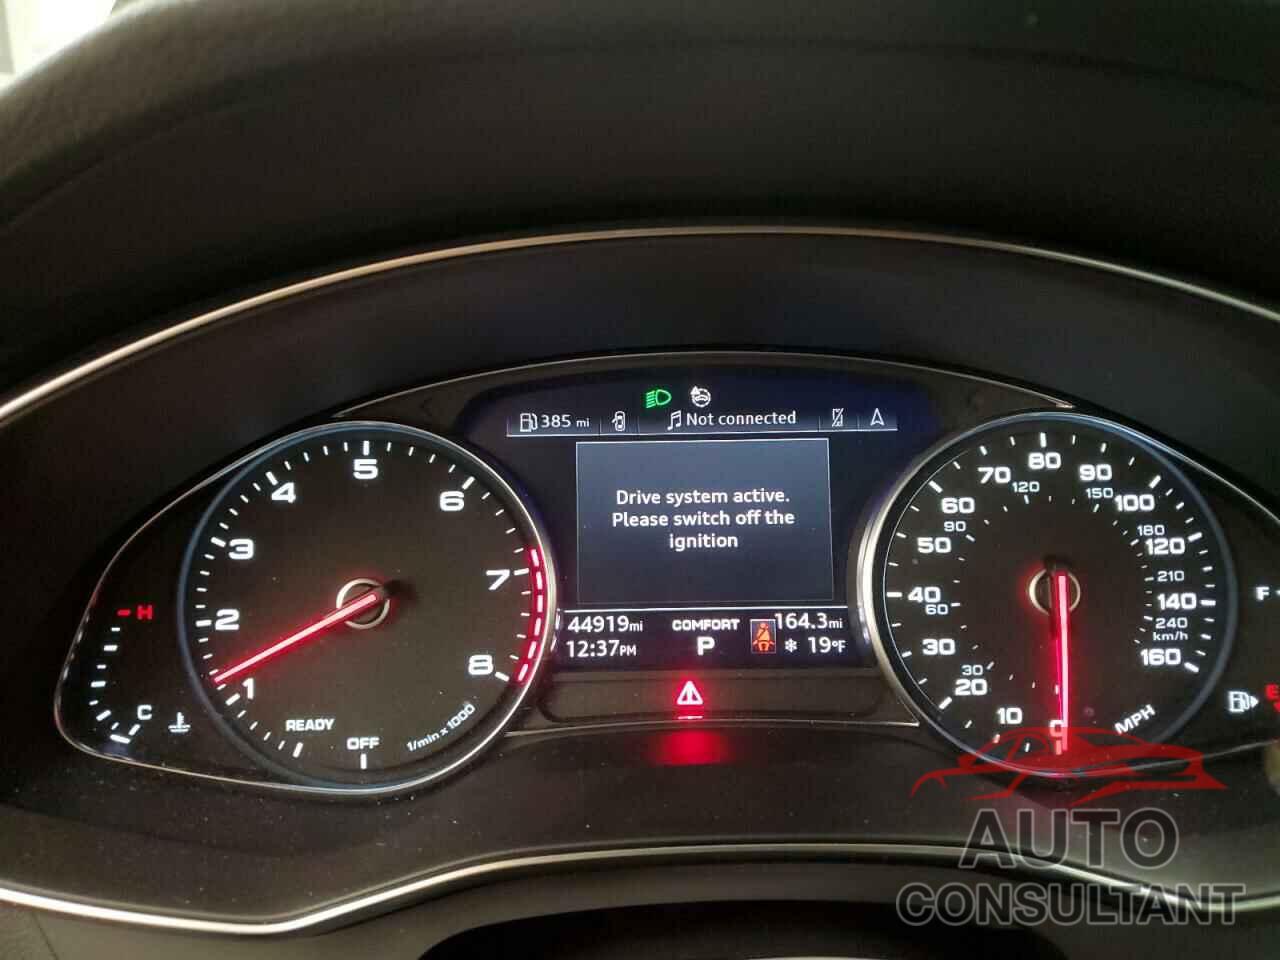 385 mi
Not connected
Drive system active.
Please switch off the
ignition
44919mi
COMFORT
164.3mi
12:37PM
P
19°F
1
2
3
4
5
6
7
8
READY
OFF
1/min x 1000
H
C
0
10
20
30
40
50
60
70
80
90
100
120
140
160
30
60
90
120
150
180
210
240
km/h
MPH
F
E
AUTO
CONSULTANT